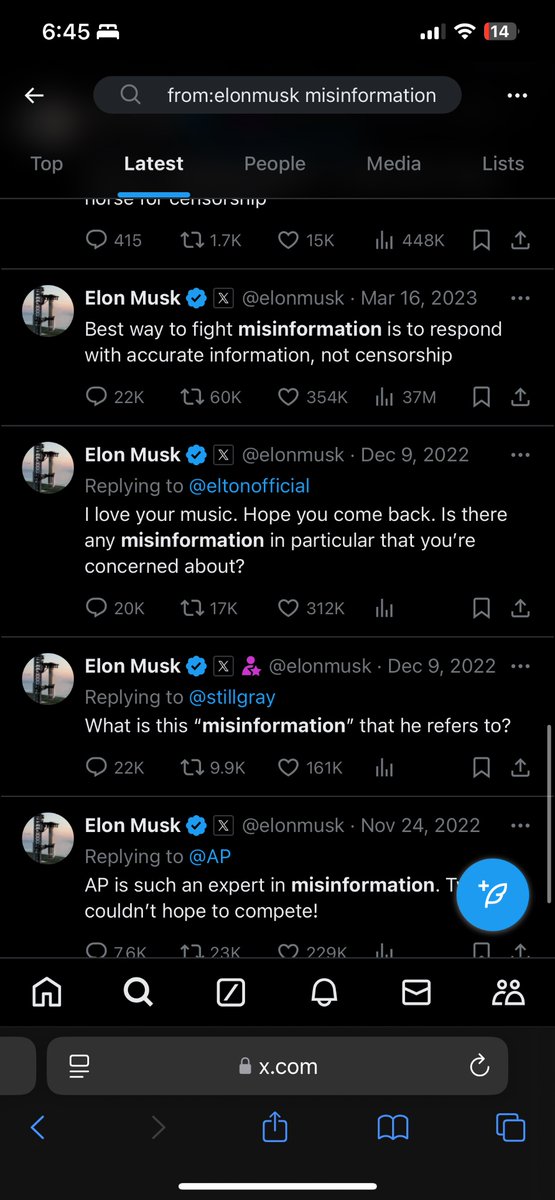 6:45
14
from:elonmusk misinformation
Top Latest People Media Lists
horse for censorship
415 1.7K 15K 448K
Elon Musk @elonmusk · Mar 16, 2023
Best way to fight misinformation is to respond
with accurate information, not censorship
22K 60K 354K 37M
Elon Musk @elonmusk · Dec 9, 2022
Replying to @eltonofficial
I love your music. Hope you come back. Is there
any misinformation in particular that you’re
concerned about?
20K 17K 312K
Elon Musk @elonmusk · Dec 9, 2022
Replying to @stillgray
What is this “misinformation” that he refers to?
22K 9.9K 161K
Elon Musk @elonmusk · Nov 24, 2022
Replying to @AP
AP is such an expert in misinformation.
couldn’t hope to compete!
7.6K 23K 229K
x.com